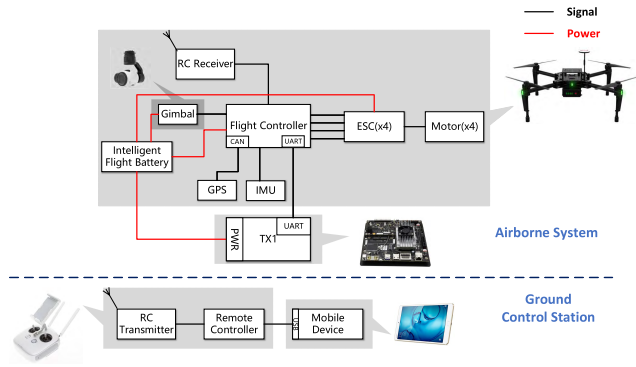 Signal
Power
RC Receiver
Gimbal
Flight Controller
CAN
UART
ESC(x4)
Motor(x4)
Intelligent
Flight Battery
GPS
IMU
PWR
TX1
UART
Airborne System
Ground
Control Station
RC
Transmitter
Remote
Controller
USB
Mobile
Device